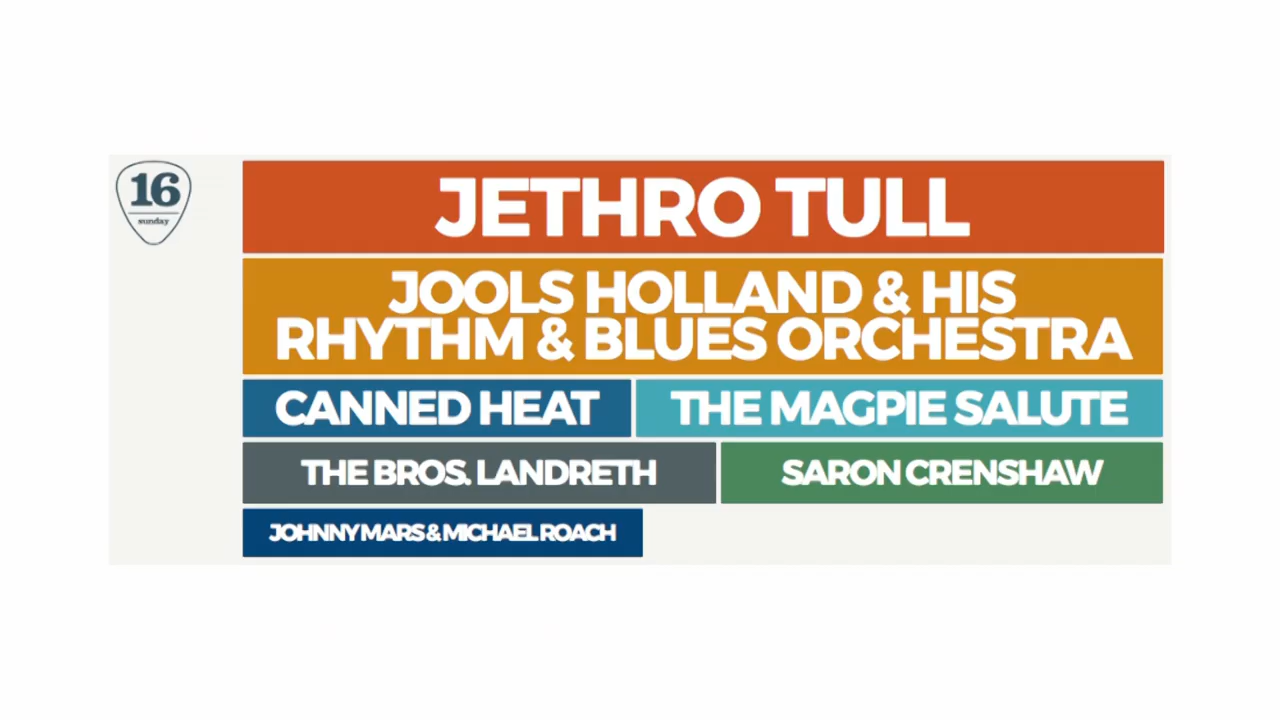 16
sunday
JETHRO TULL
JOOLS HOLLAND & HIS
RHYTHM & BLUES ORCHESTRA
CANNED HEAT
THE MAGPIE SALUTE
THE BROS. LANDRETH
SARON CRENSHAW
JOHNNY MARS & MICHAEL ROACH